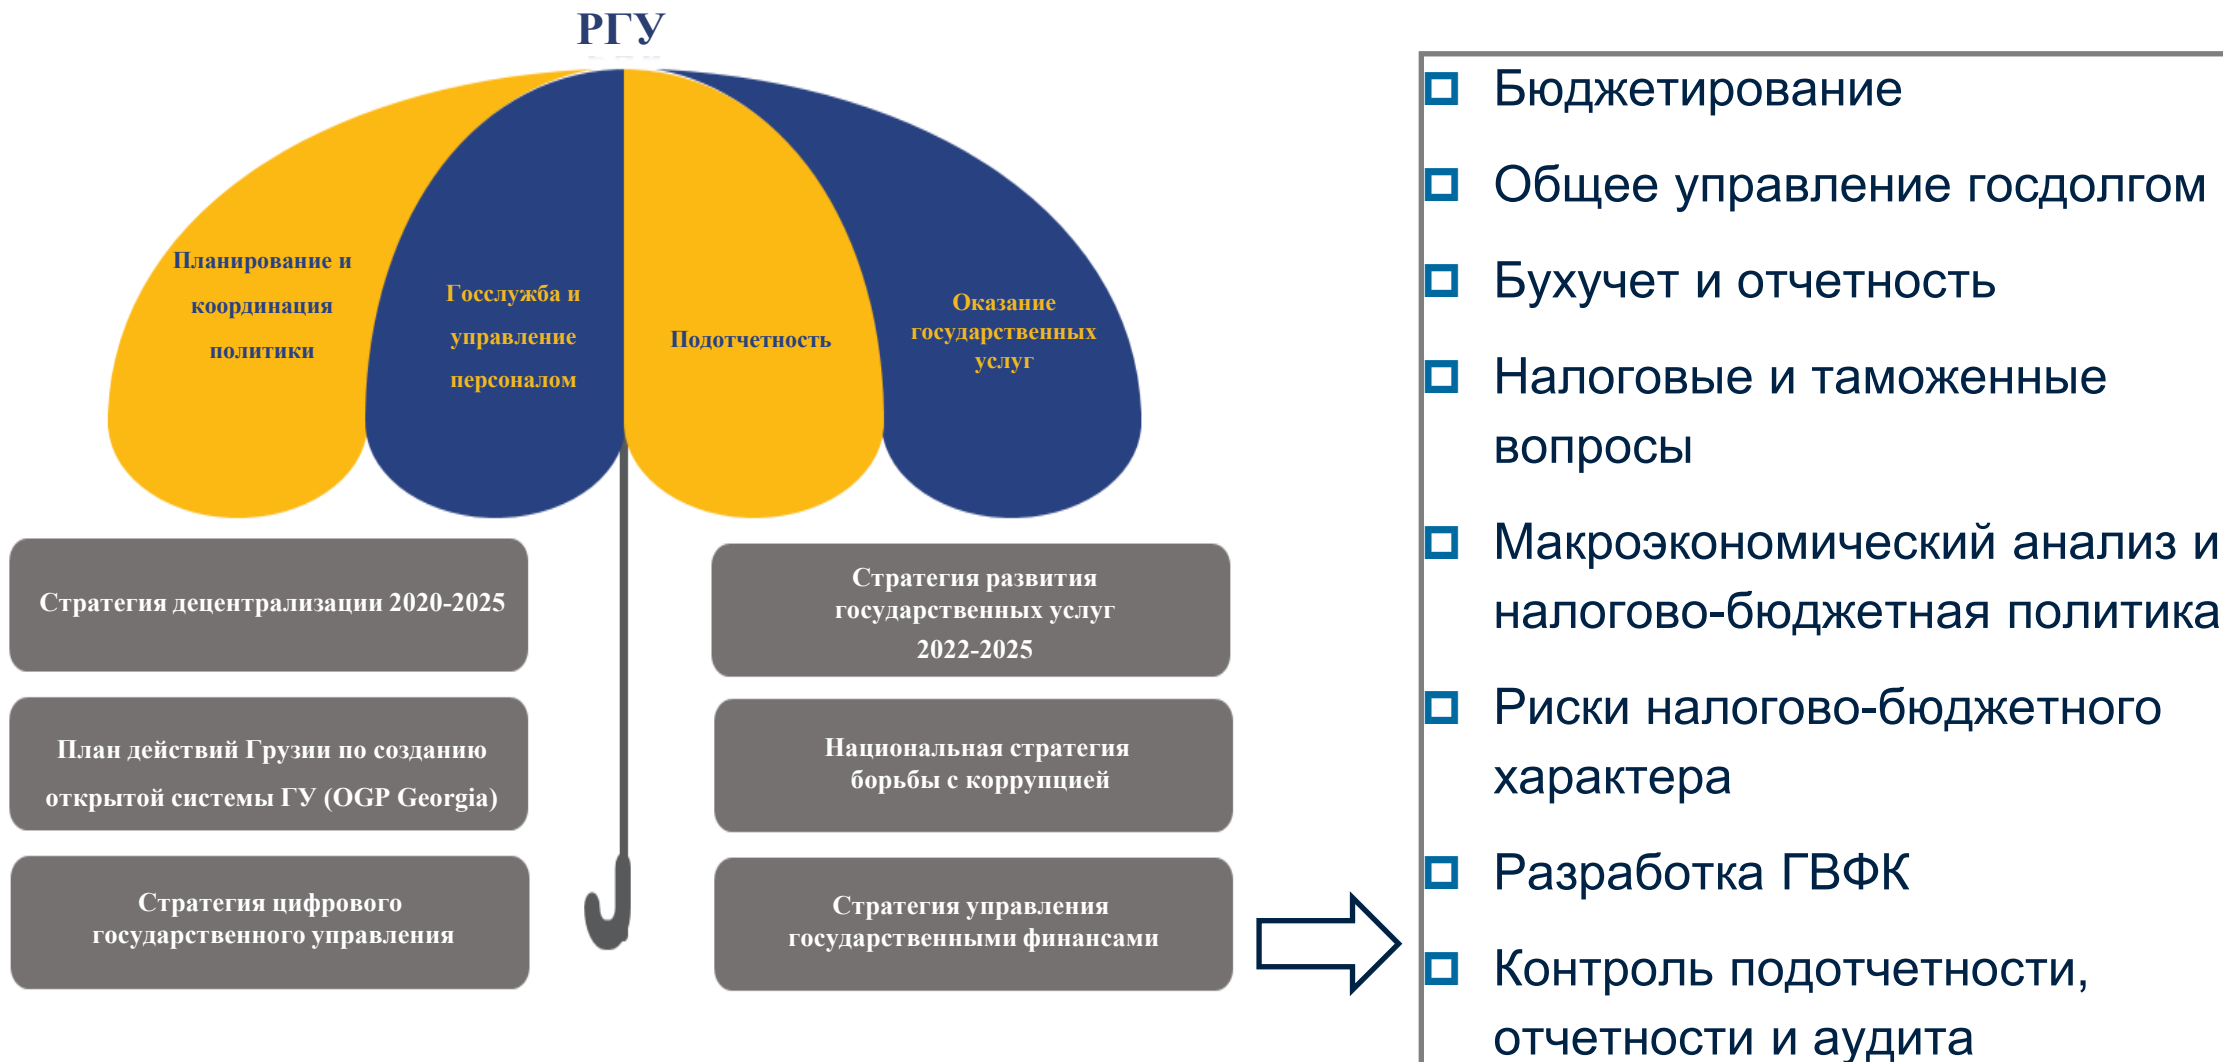 РГУ
Планирование и
координация
политики
Госслужба и
управление
персоналом
Подотчетность
Оказание
государственных
услуг
Стратегия децентрализации 2020-2025
План действий Грузии по созданию
открытой системы ГУ (OGP Georgia)
Стратегия цифрового
государственного управления
Стратегия развития
государственных услуг
2022-2025
Национальная стратегия
борьбы с коррупцией
Стратегия управления
государственными финансами
Бюджетирование
Общее управление госдолгом
Бухучет и отчетность
Налоговые и таможенные
вопросы
Макроэкономический анализ и
налогово-бюджетная политика
Риски налогово-бюджетного
характера
Разработка ГВФК
Контроль подотчетности,
отчетности и аудита